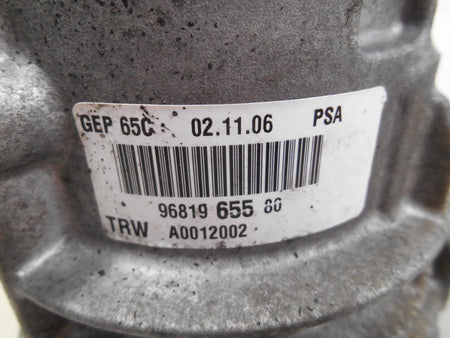 GEP 65C 02.11.06 PSA
96819 655 80
TRW A0012002